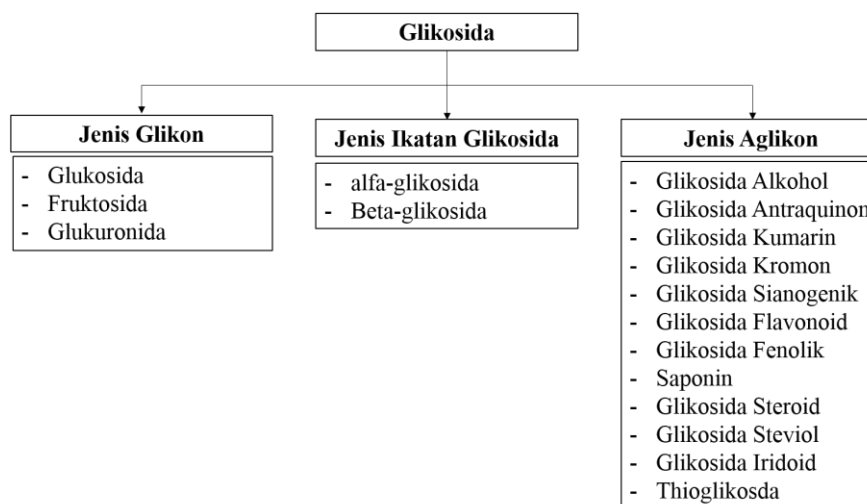 Glikosida
Jenis Glikon
- Glukosida
- Fruktosida
- Glukuronida
Jenis Ikatan Glikosida
- alfa-glikosida
- Beta-glikosida
Jenis Aglikon
- Glikosida Alkohol
- Glikosida Antraquinon
- Glikosida Kumarin
- Glikosida Kromon
- Glikosida Sianogenik
- Glikosida Flavonoid
- Glikosida Fenolik
- Saponin
- Glikosida Steroid
- Glikosida Steviol
- Glikosida Iridoid
- Thioglikosda